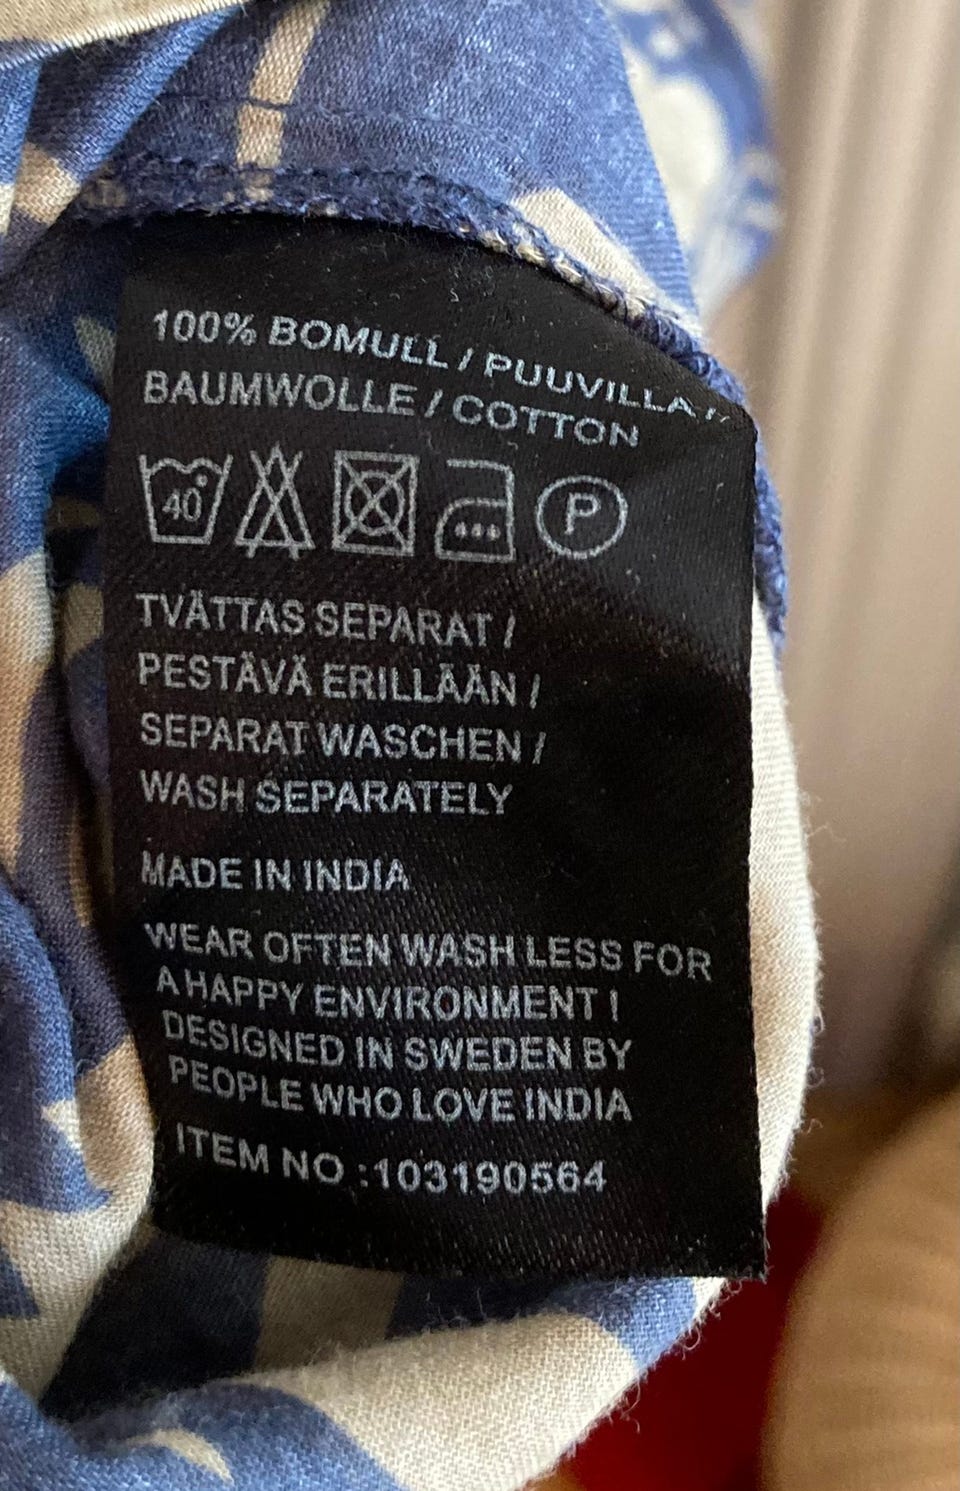 100% BOMULL / PUUVILLA /
BAUMWOLLE / COTTON
40 P
TVÄTTAS SEPARAT /
PESTÄVÄ ERILLÄÄN /
SEPARAT WASCHEN /
WASH SEPARATELY
MADE IN INDIA
WEAR OFTEN WASH LESS FOR
A HAPPY ENVIRONMENT !
DESIGNED IN SWEDEN BY
PEOPLE WHO LOVE INDIA
ITEM NO :103190564